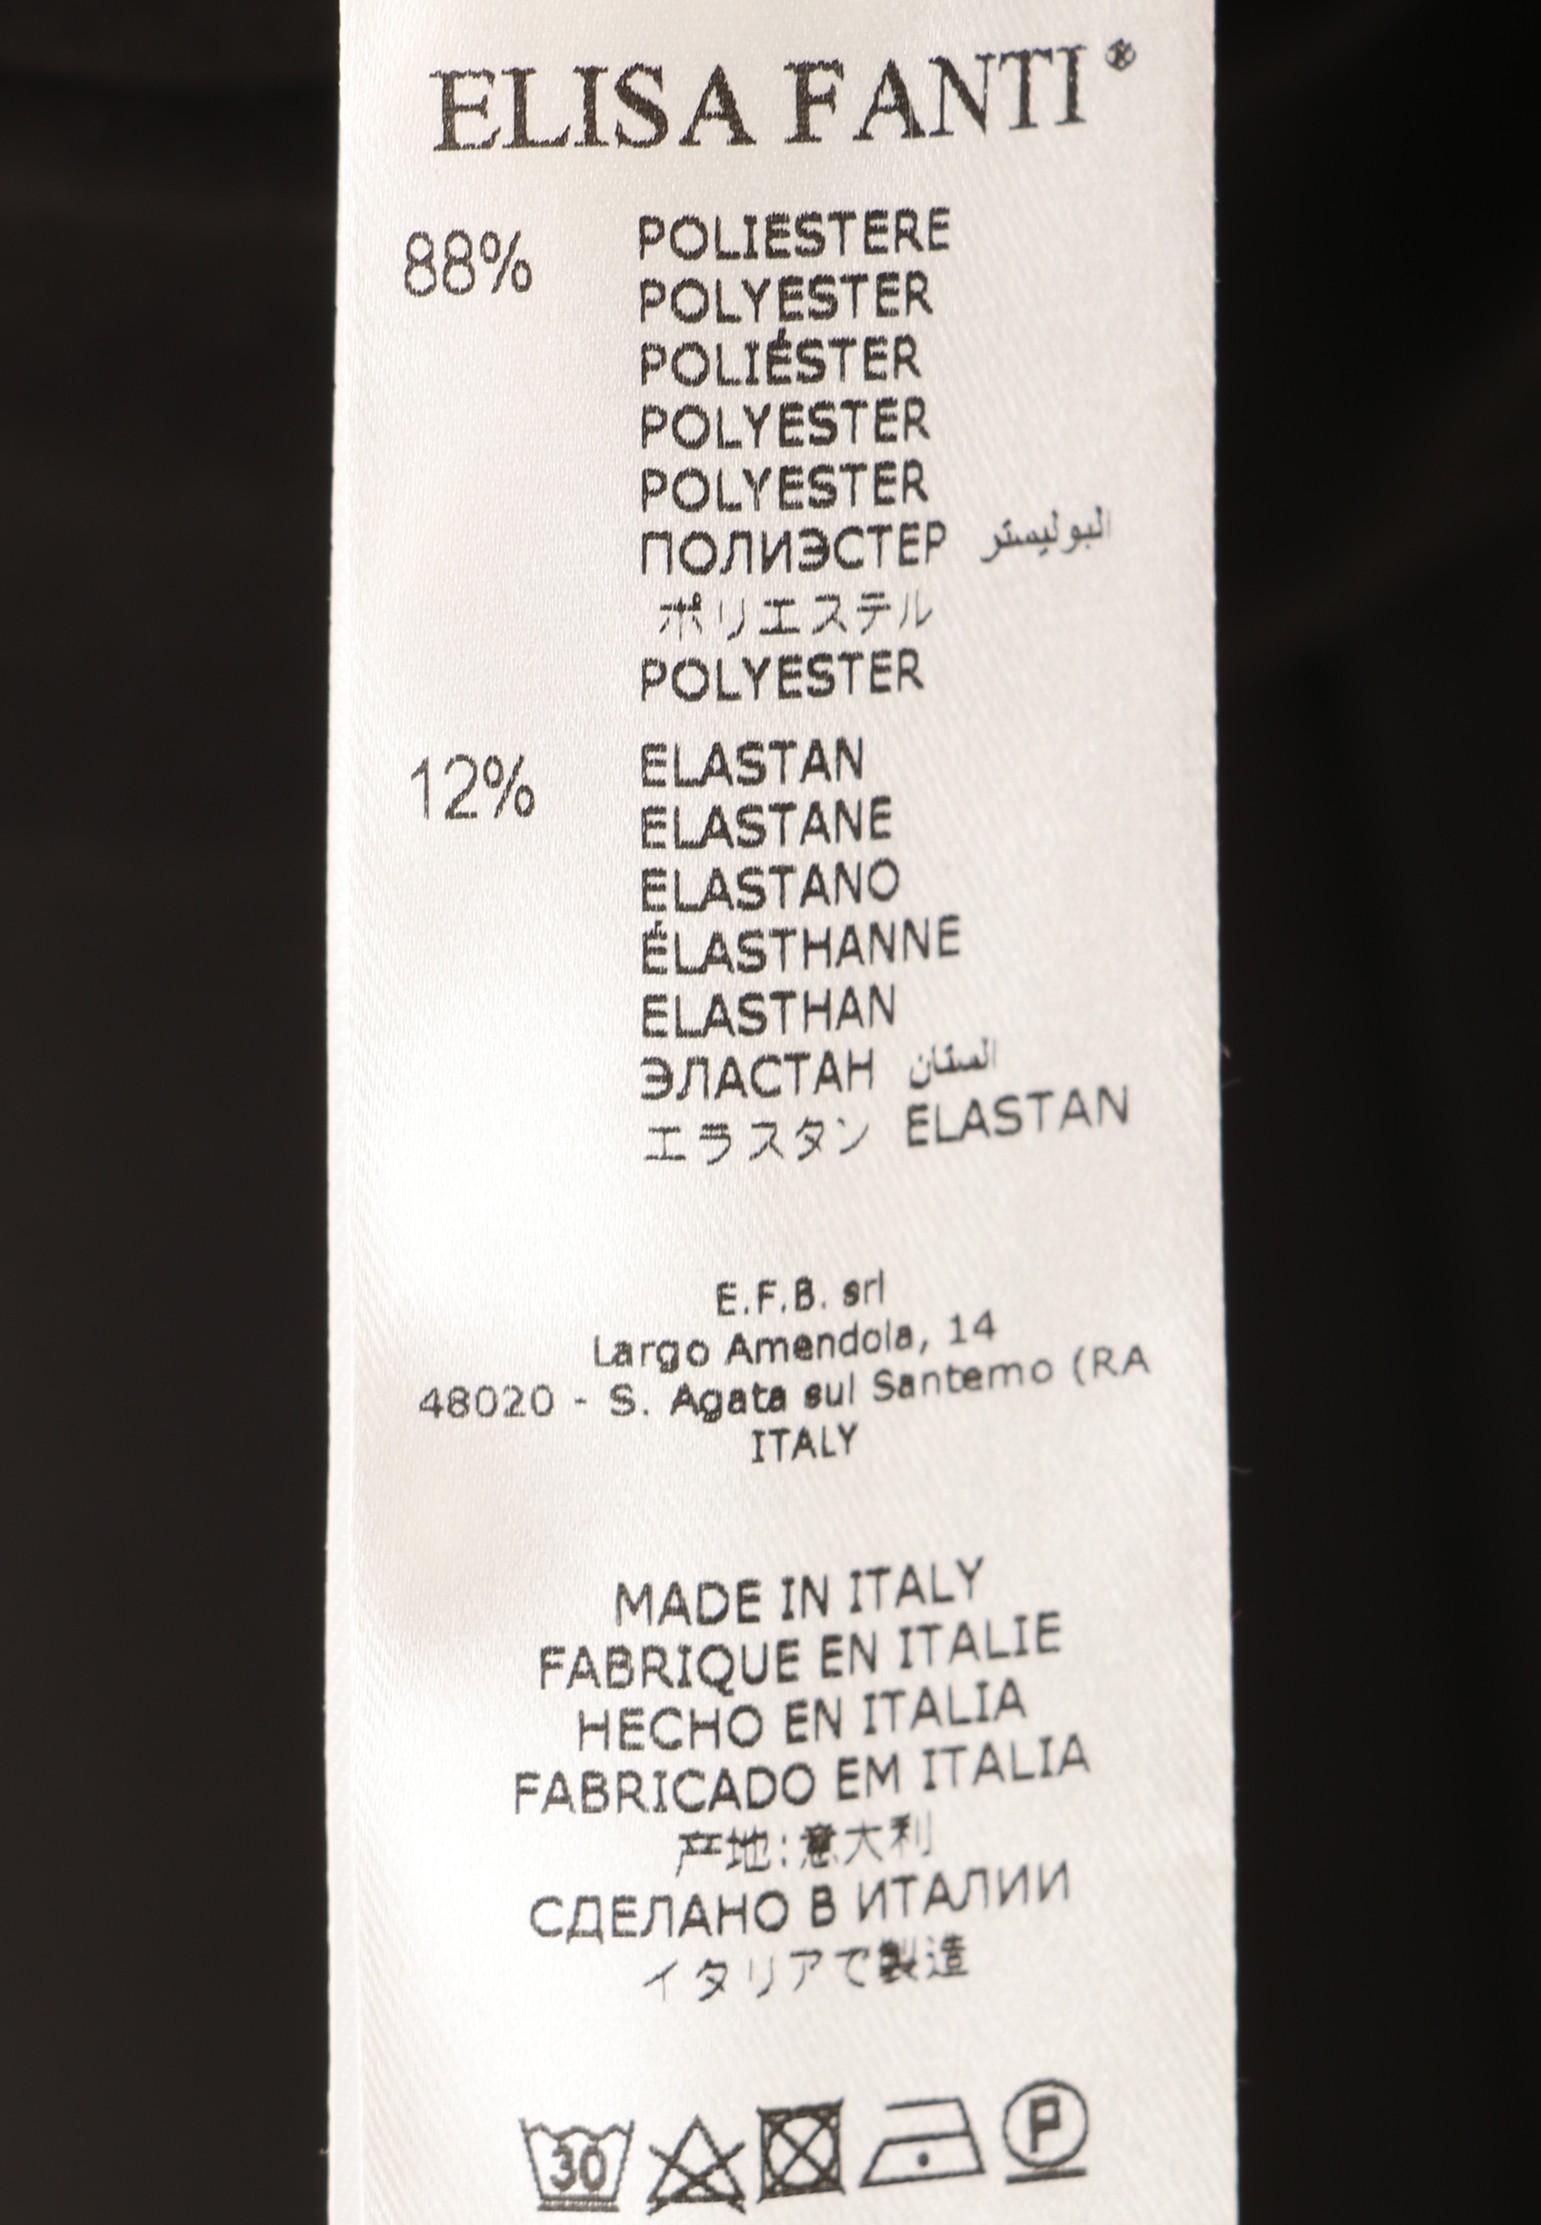 ELISA FANTI®
88% POLIESTERE
POLYESTER
POLIÉSTER
POLYESTER
POLYESTER
ПОЛИЭСТЕР البوليستر
ポリエステル
POLYESTER
12% ELASTAN
ELASTANE
ELASTANO
ÉLASTHANNE
ELASTHAN
ЭЛАСТАН الستان
エラスタン ELASTAN
E.F.B. srl
Largo Amendola, 14
48020 - S. Agata sul Santerno (RA
ITALY
MADE IN ITALY
FABRIQUE EN ITALIE
HECHO EN ITALIA
FABRICADO EM ITALIA
产地:意大利
СДЕЛАНО В ИТАЛИИ
イタリアで製造
30 P